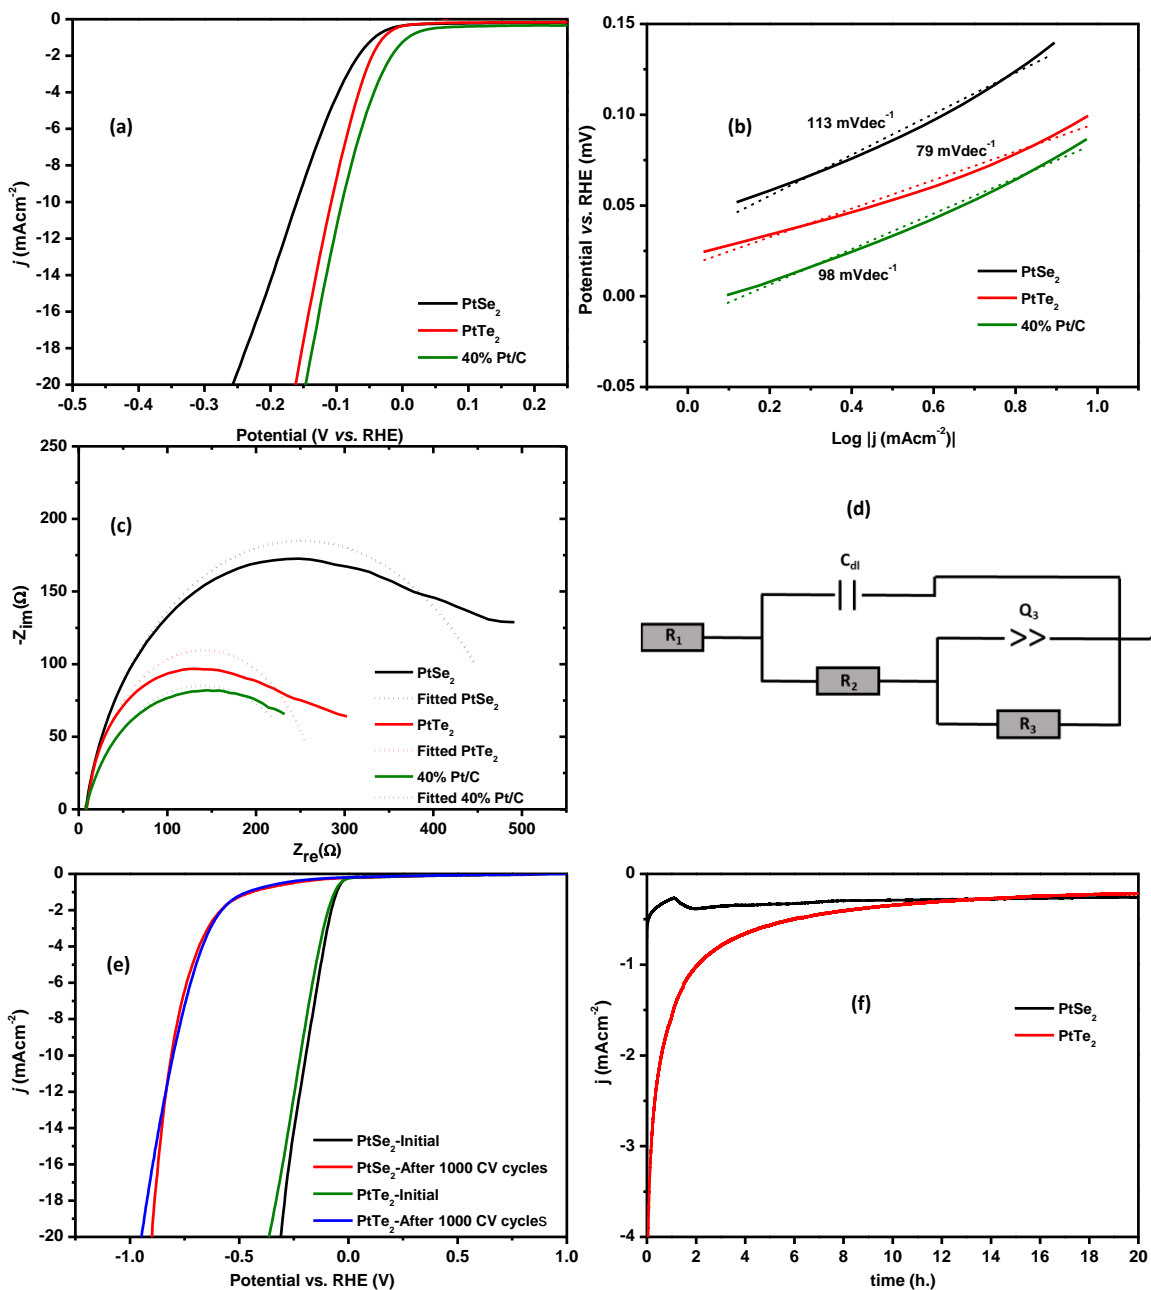 (a)
j (mAcm⁻²)
0
-2
-4
-6
-8
-10
-12
-14
-16
-18
-20
-0.5
-0.4
-0.3
-0.2
-0.1
0.0
0.1
0.2
Potential (V vs. RHE)
PtSe₂
PtTe₂
40% Pt/C
(b)
Potential vs. RHE (mV)
0.15
0.10
0.05
0.00
-0.05
0.0
0.2
0.4
0.6
0.8
1.0
Log |j (mAcm⁻²)|
113 mVdec⁻¹
79 mVdec⁻¹
98 mVdec⁻¹
PtSe₂
PtTe₂
40% Pt/C
(c)
-Z_im(Ω)
250
200
150
100
50
0
0
100
200
300
400
500
Z_re(Ω)
PtSe₂
Fitted PtSe₂
PtTe₂
Fitted PtTe₂
40% Pt/C
Fitted 40% Pt/C
(d)
C_dl
Q₃
R₁
R₂
R₃
(e)
j (mAcm⁻²)
0
-2
-4
-6
-8
-10
-12
-14
-16
-18
-20
-1.0
-0.5
0.0
0.5
1.0
Potential vs. RHE (V)
PtSe₂-Initial
PtSe₂-After 1000 CV cycles
PtTe₂-Initial
PtTe₂-After 1000 CV cycles
(f)
j (mAcm⁻²)
0
-1
-2
-3
-4
0
2
4
6
8
10
12
14
16
18
20
time (h.)
PtSe₂
PtTe₂